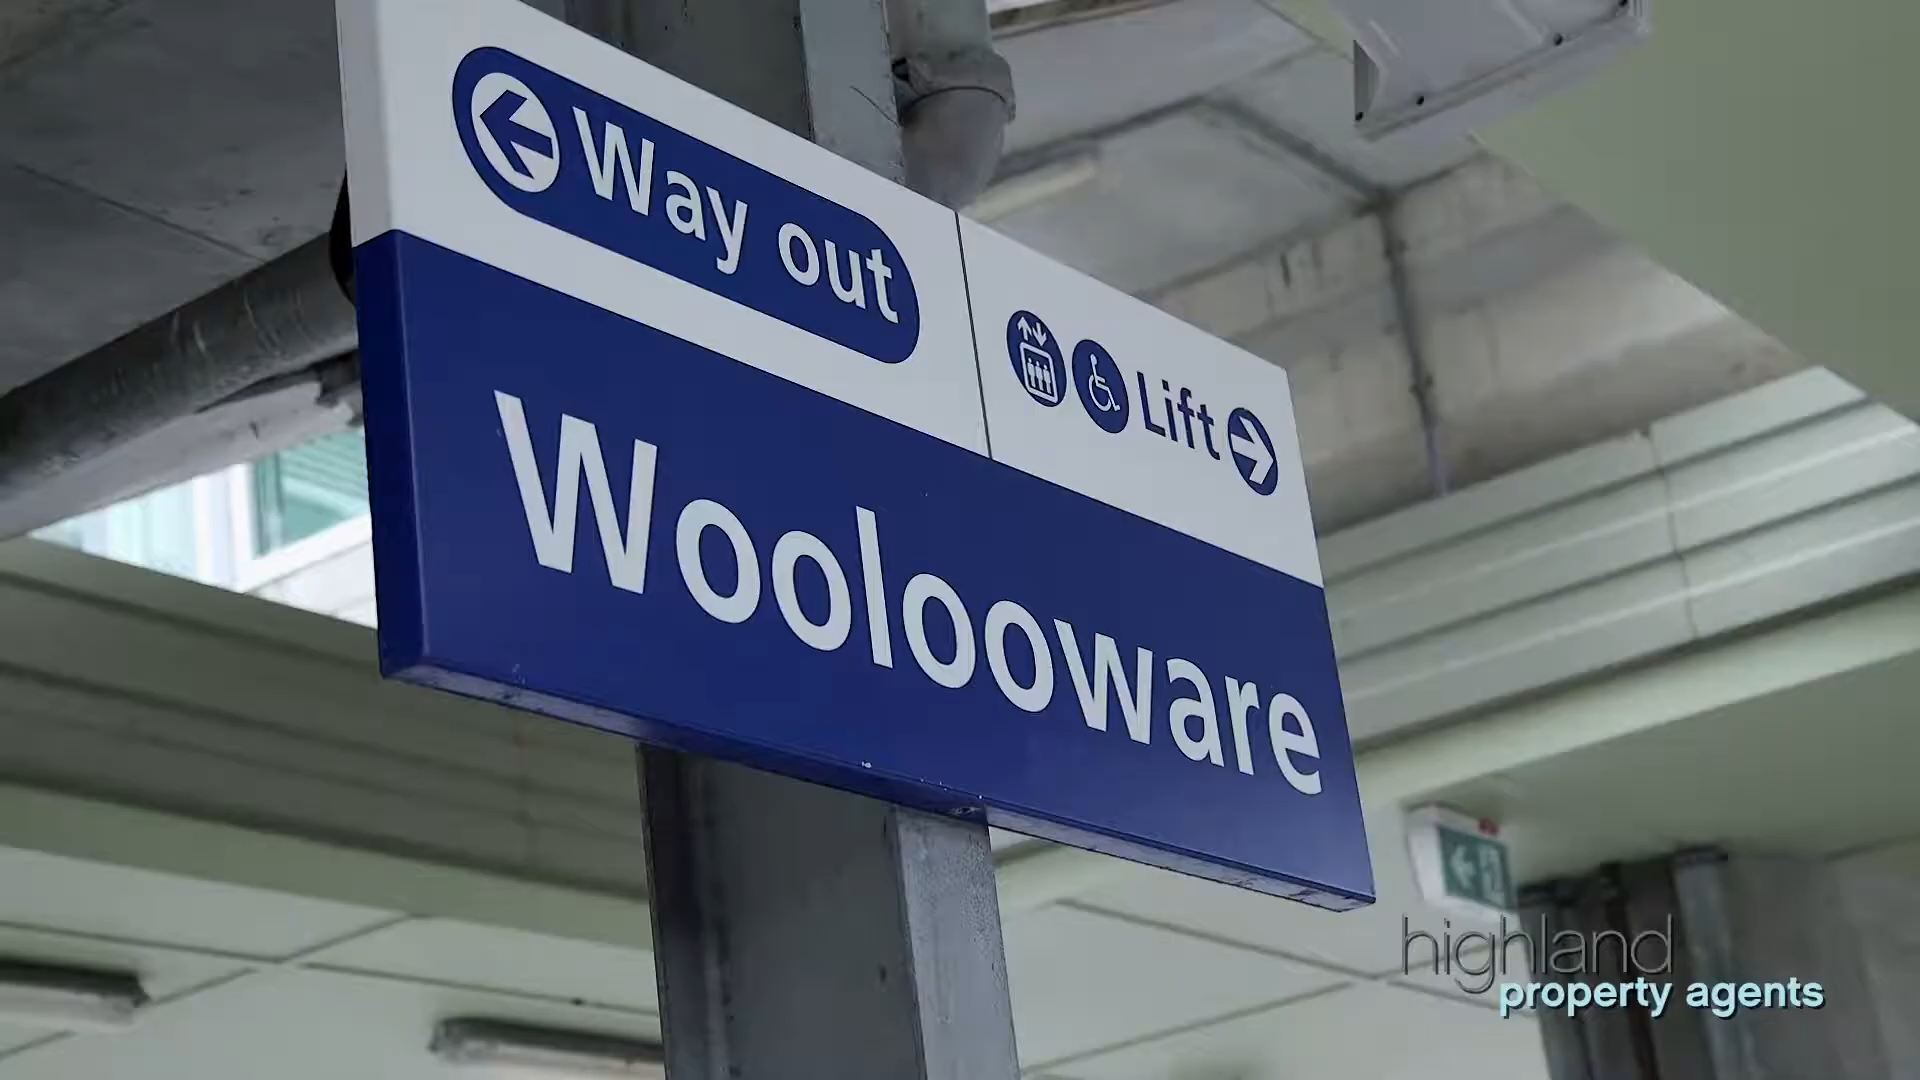 Way out
Lift
Woolooware
highland
property agents